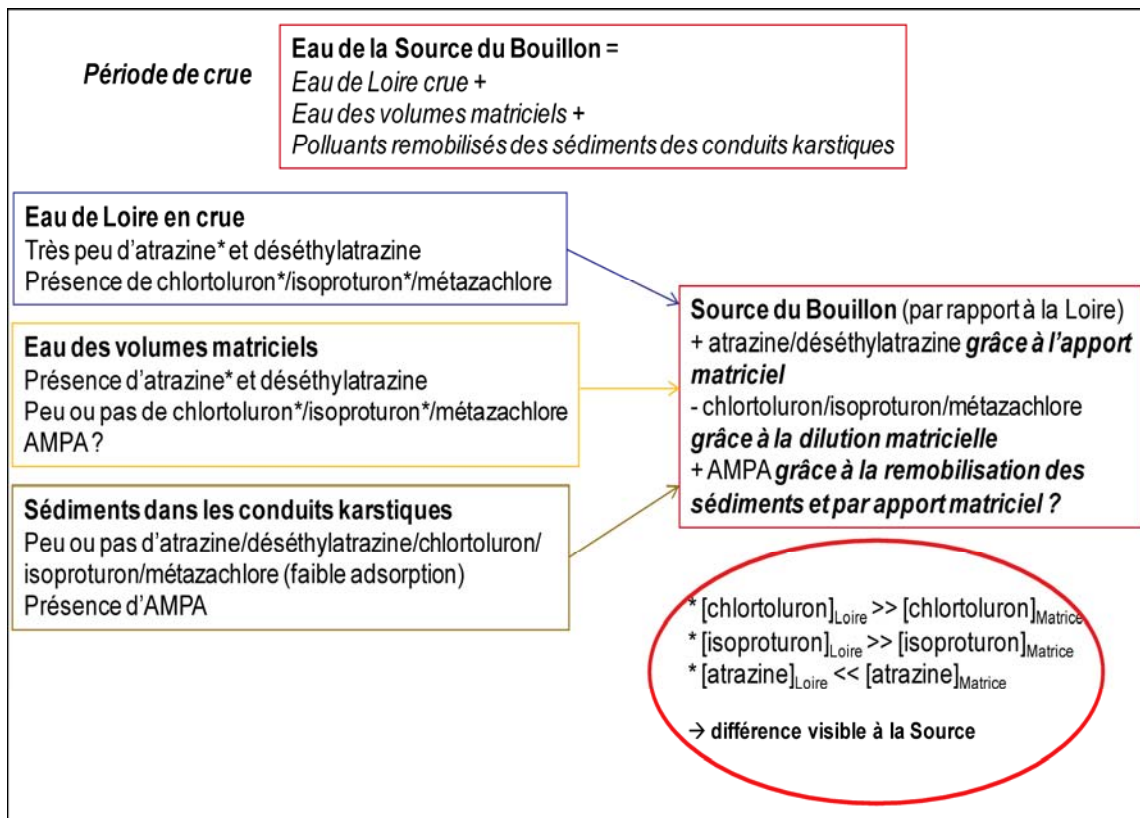 Période de crue
Eau de la Source du Bouillon =
Eau de Loire crue +
Eau des volumes matriciels +
Polluants remobilisés des sédiments des conduits karstiques
Eau de Loire en crue
Très peu d'atrazine* et déséthylatrazine
Présence de chlortoluron*/isoproturon*/métazachlore
Eau des volumes matriciels
Présence d'atrazine* et déséthylatrazine
Peu ou pas de chlortoluron*/isoproturon*/métazachlore
AMPA ?
Sédiments dans les conduits karstiques
Peu ou pas d'atrazine/déséthylatrazine/chlortoluron/
isoproturon/métazachlore (faible adsorption)
Présence d'AMPA
Source du Bouillon (par rapport à la Loire)
+ atrazine/déséthylatrazine grâce à l'apport
matriciel
- chlortoluron/isoproturon/métazachlore
grâce à la dilution matricielle
+ AMPA grâce à la remobilisation des
sédiments et par apport matriciel ?
* [chlortoluron]Loire >> [chlortoluron]Matrice
* [isoproturon]Loire >> [isoproturon]Matrice
* [atrazine]Loire << [atrazine]Matrice
→ différence visible à la Source